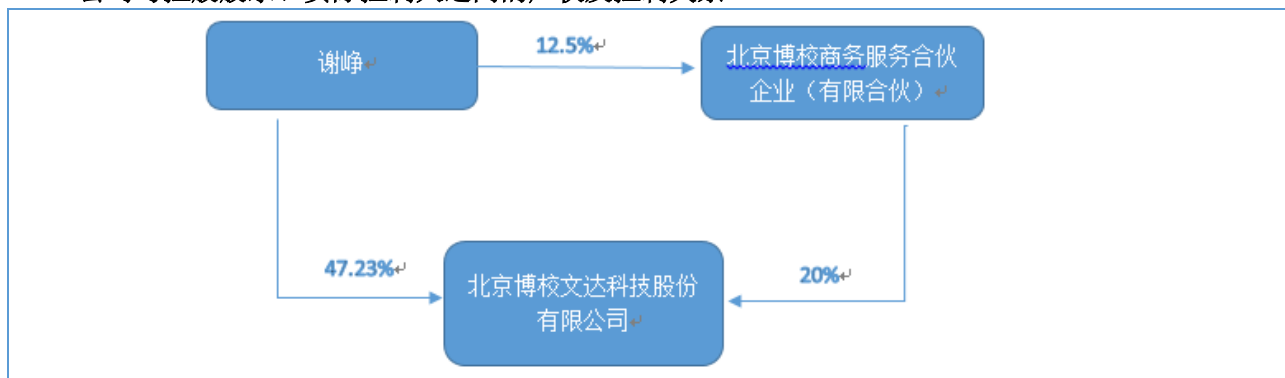 谢峥
12.5%
北京博校商务服务合伙
企业（有限合伙）
47.23%
北京博校文达科技股份
有限公司
20%